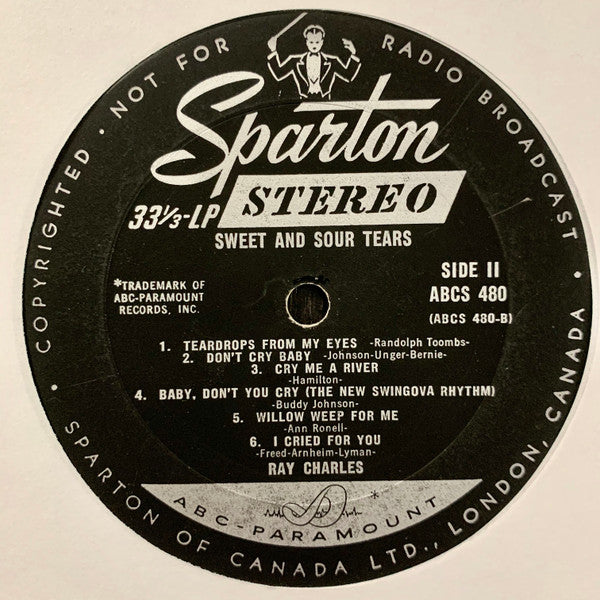 COPYRIGHTED • NOT FOR RADIO BROADCAST •
Sparton
33⅓-LP STEREO
SWEET AND SOUR TEARS
*TRADEMARK OF
ABC-PARAMOUNT
RECORDS, INC.
SIDE II
ABCS 480
(ABCS 480-B)
1. TEARDROPS FROM MY EYES -Randolph Toombs-
2. DON'T CRY BABY -Johnson-Unger-Bernie-
3. CRY ME A RIVER
-Hamilton-
4. BABY, DON'T YOU CRY (THE NEW SWINGOVA RHYTHM)
-Buddy Johnson-
5. WILLOW WEEP FOR ME
-Ann Ronell-
6. I CRIED FOR YOU
-Freed-Arnheim-Lyman-
RAY CHARLES
ABC-PARAMOUNT*
• SPARTON OF CANADA LTD., LONDON, CANADA •